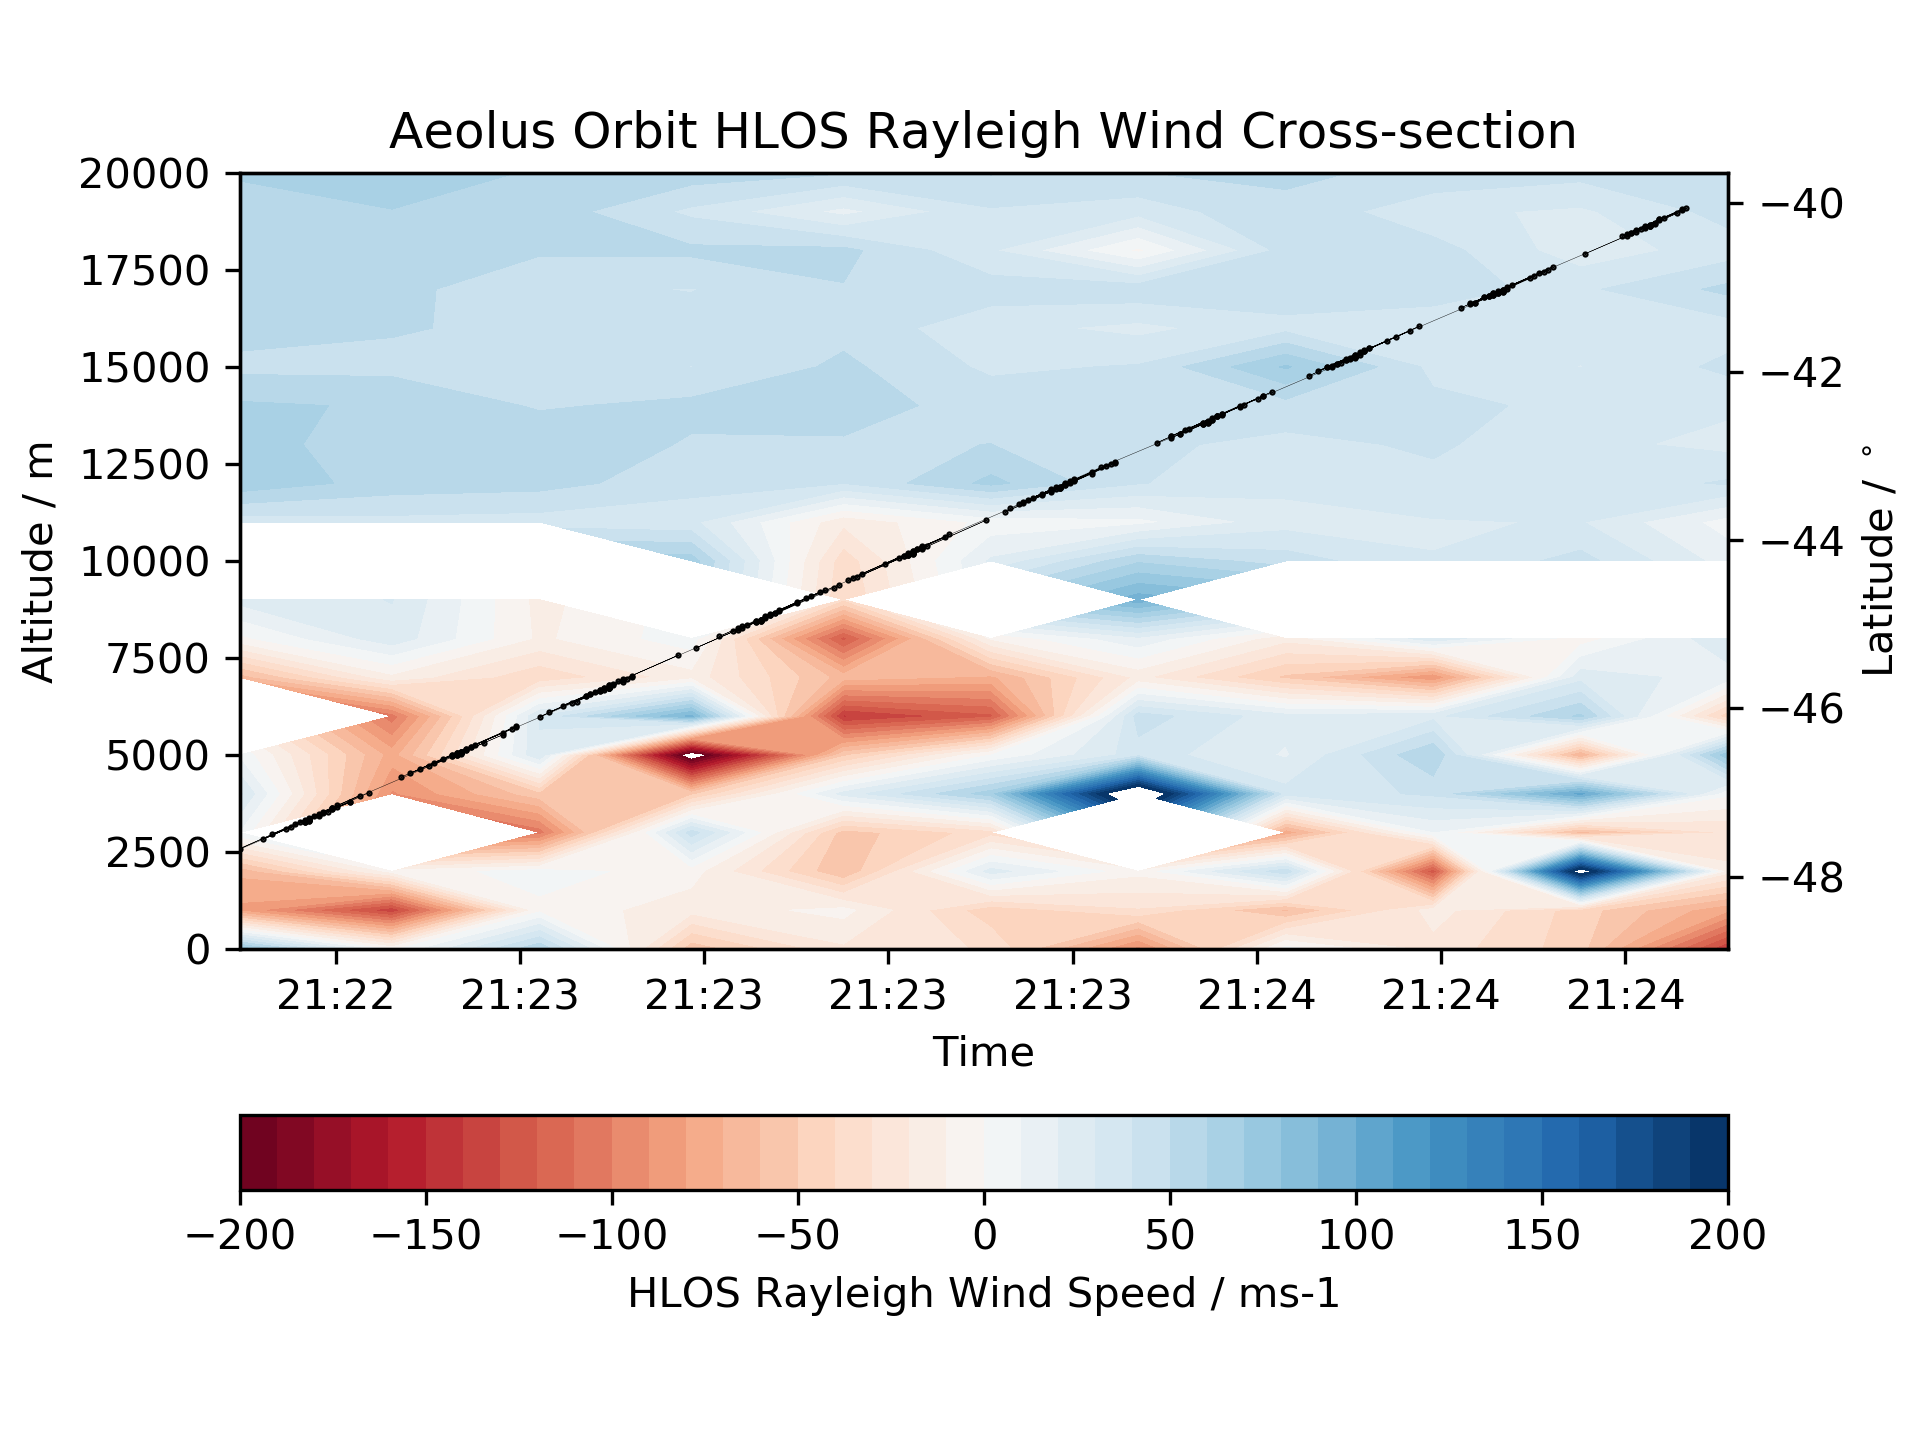 Aeolus Orbit HLOS Rayleigh Wind Cross-section
20000
17500
15000
12500
10000
7500
5000
2500
0
Altitude / m
−40
−42
−44
−46
−48
Latitude / °
21:22 21:23 21:23 21:23 21:23 21:24 21:24 21:24
Time
−200 −150 −100 −50 0 50 100 150 200
HLOS Rayleigh Wind Speed / ms-1